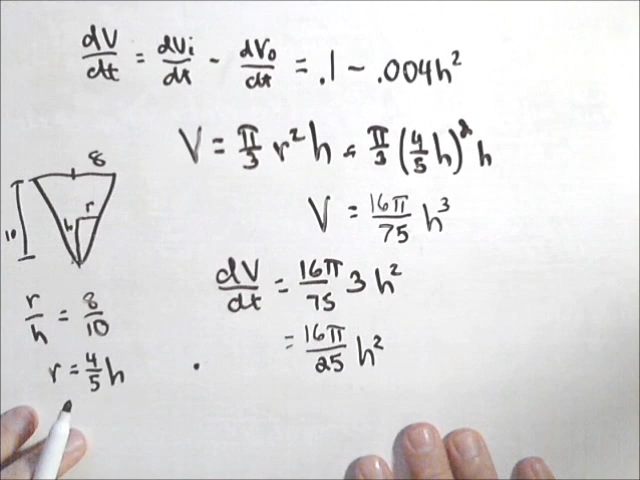 dV/dt = dVi/dt - dVo/dt = .1 - .004h²
V = π/3 r²h = π/3 (4/5 h)² h
8
r
h
10
V = 16π/75 h³
dV/dt = 16π/75 3h²
r/h = 8/10
= 16π/25 h²
r = 4/5 h